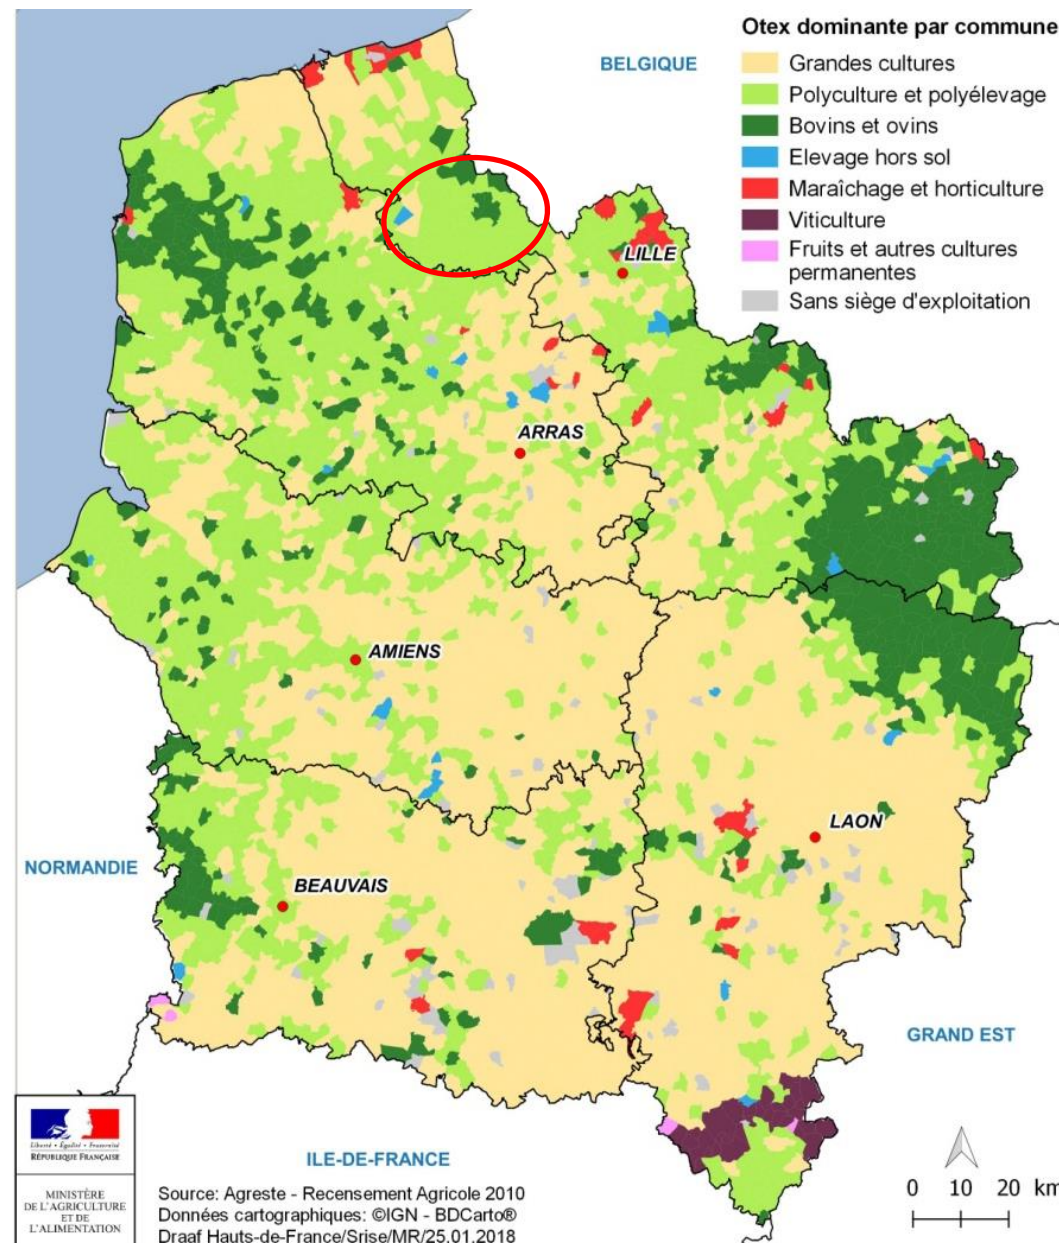 Otex dominante par commune
Grandes cultures
Polyculture et polyélevage
Bovins et ovins
Elevage hors sol
Maraîchage et horticulture
Viticulture
Fruits et autres cultures
permanentes
Sans siège d'exploitation
BELGIQUE
LILLE
ARRAS
AMIENS
LAON
NORMANDIE
BEAUVAIS
GRAND EST
ILE-DE-FRANCE
Liberté • Égalité • Fraternité
RÉPUBLIQUE FRANÇAISE
MINISTÈRE
DE L'AGRICULTURE
ET DE
L'ALIMENTATION
Source: Agreste - Recensement Agricole 2010
Données cartographiques: ©IGN - BDCarto®
Draaf Hauts-de-France/Srise/MR/25.01.2018
0 10 20 km